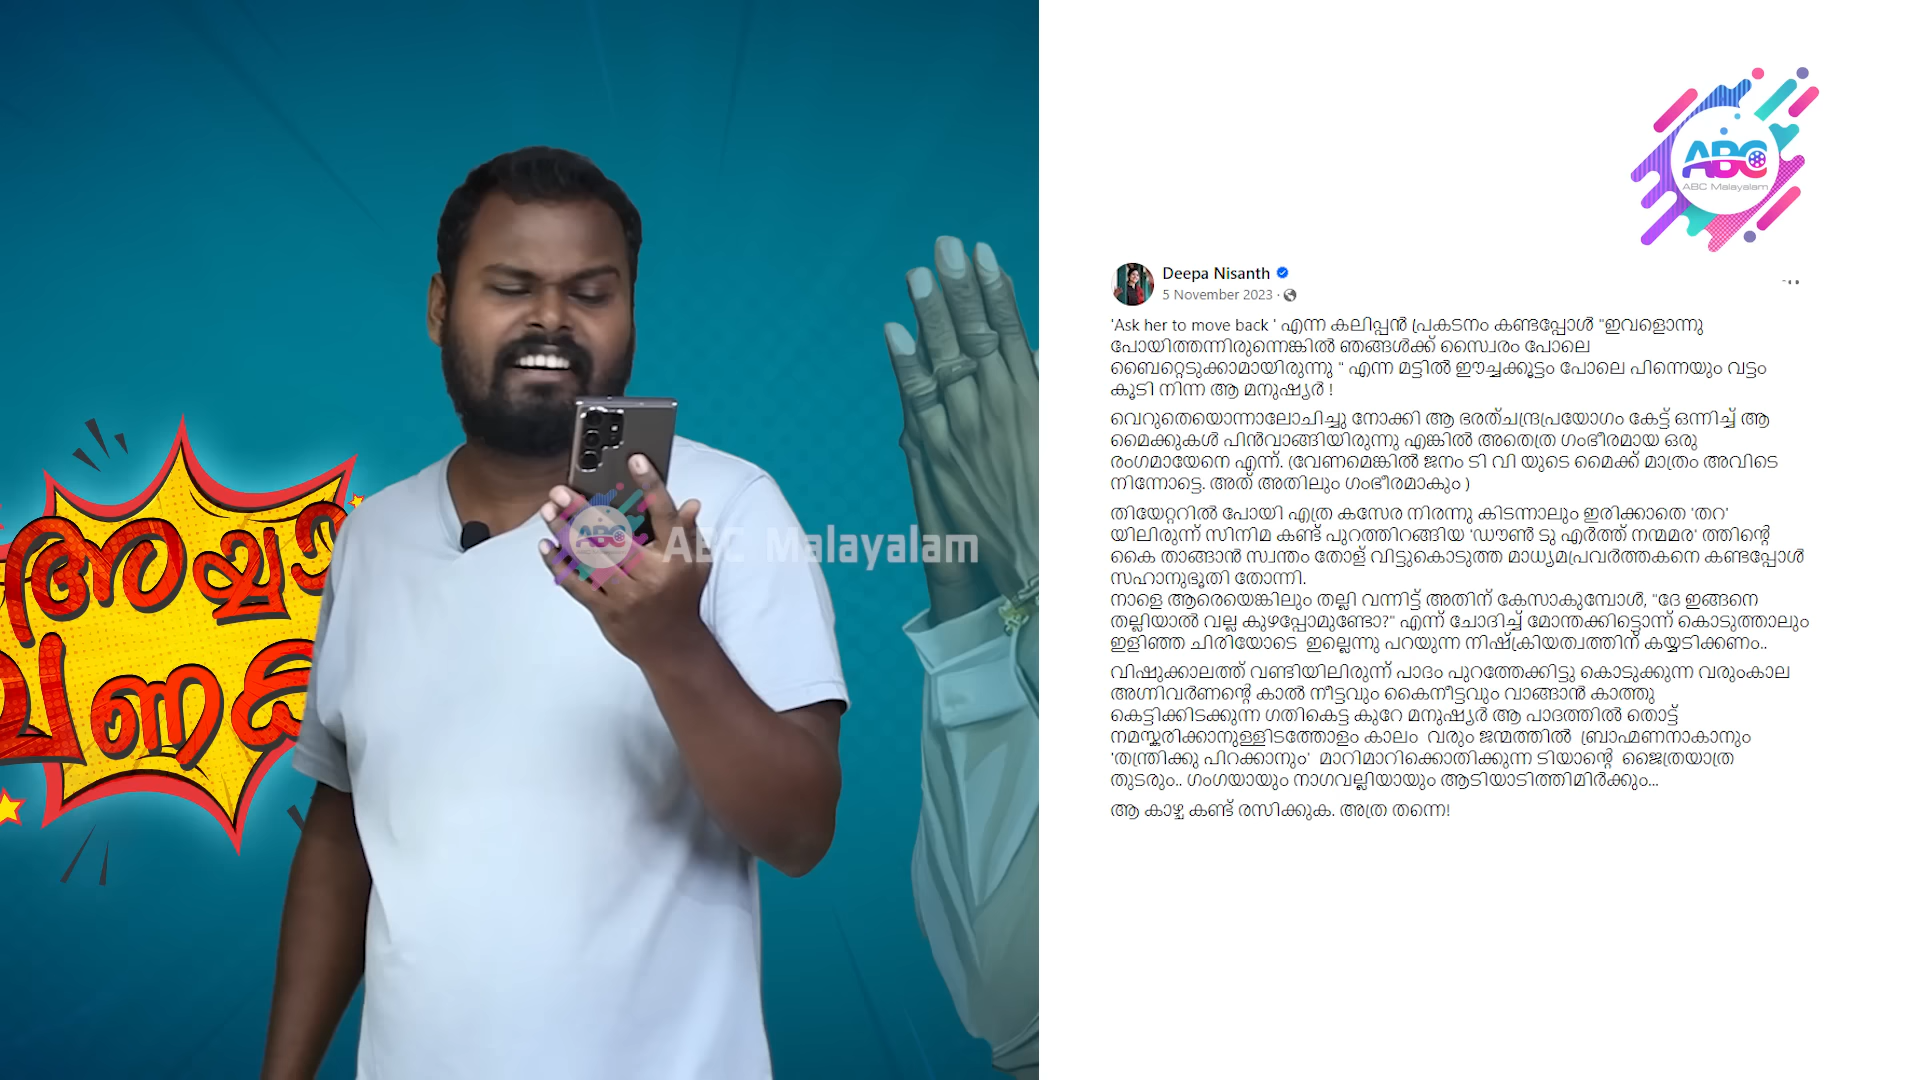 അയ്യോ
വണക്കം
ABC Malayalam
ABC
ABC Malayalam
Deepa Nisanth
5 November 2023 ·
'Ask her to move back ' എന്ന കലിപ്പൻ പ്രകടനം കണ്ടപ്പോൾ "ഇവളൊന്നു
പോയിത്തന്നിരുന്നെങ്കിൽ ഞങ്ങൾക്ക് സ്വൈരം പോലെ
ബൈറ്റെടുക്കാമായിരുന്നു " എന്ന മട്ടിൽ ഈച്ചക്കൂട്ടം പോലെ പിന്നെയും വട്ടം
കൂടി നിന്ന ആ മനുഷ്യർ !
വെറുതെയൊന്നാലോചിച്ചു നോക്കി ആ ഭരത്ചന്ദ്രപ്രയോഗം കേട്ട് ഒന്നിച്ച് ആ
മൈക്കുകൾ പിൻവാങ്ങിയിരുന്നു എങ്കിൽ അതെത്ര ഗംഭീരമായ ഒരു
രംഗമായേനെ എന്ന്. (വേണമെങ്കിൽ ജനം ടി വി യുടെ മൈക്ക് മാത്രം അവിടെ
നിന്നോട്ടെ. അത് അതിലും ഗംഭീരമാകും )
തിയേറ്ററിൽ പോയി എത്ര കസേര നിരന്നു കിടന്നാലും ഇരിക്കാതെ 'തറ'
യിലിരുന്ന് സിനിമ കണ്ട് പുറത്തിറങ്ങിയ 'ഡൗൺ ടു എർത്ത് നന്മമര' ത്തിന്റെ
കൈ താങ്ങാൻ സ്വന്തം തോള് വിട്ടുകൊടുത്ത മാധ്യമപ്രവർത്തകനെ കണ്ടപ്പോൾ
സഹാനുഭൂതി തോന്നി.
നാളെ ആരെയെങ്കിലും തല്ലി വന്നിട്ട് അതിന് കേസാകുമ്പോൾ, "ദേ ഇങ്ങനെ
തല്ലിയാൽ വല്ല കുഴപ്പോമുണ്ടോ?" എന്ന് ചോദിച്ച് മോന്തക്കിട്ടൊന്ന് കൊടുത്താലും
ഇളിഞ്ഞ ചിരിയോടെ ഇല്ലെന്നു പറയുന്ന നിഷ്ക്രിയത്വത്തിന് കയ്യടിക്കണം..
വിഷുക്കാലത്ത് വണ്ടിയിലിരുന്ന് പാദം പുറത്തേക്കിട്ടു കൊടുക്കുന്ന വരുംകാല
അഗ്നിവർണന്റെ കാൽ നീട്ടവും കൈനീട്ടവും വാങ്ങാൻ കാത്തു
കെട്ടിക്കിടക്കുന്ന ഗതികെട്ട കുറേ മനുഷ്യർ ആ പാദത്തിൽ തൊട്ട്
നമസ്കരിക്കാനുള്ളിടത്തോളം കാലം വരും ജന്മത്തിൽ ബ്രാഹ്മണനാകാനും
'തന്ത്രിക്കു പിറക്കാനും' മാറിമാറിക്കൊതിക്കുന്ന ടിയാന്റെ ജൈത്രയാത്ര
തുടരും.. ഗംഗയായും നാഗവല്ലിയായും ആടിയാടിത്തിമിർക്കും...
ആ കാഴ്ച കണ്ട് രസിക്കുക. അത്ര തന്നെ!